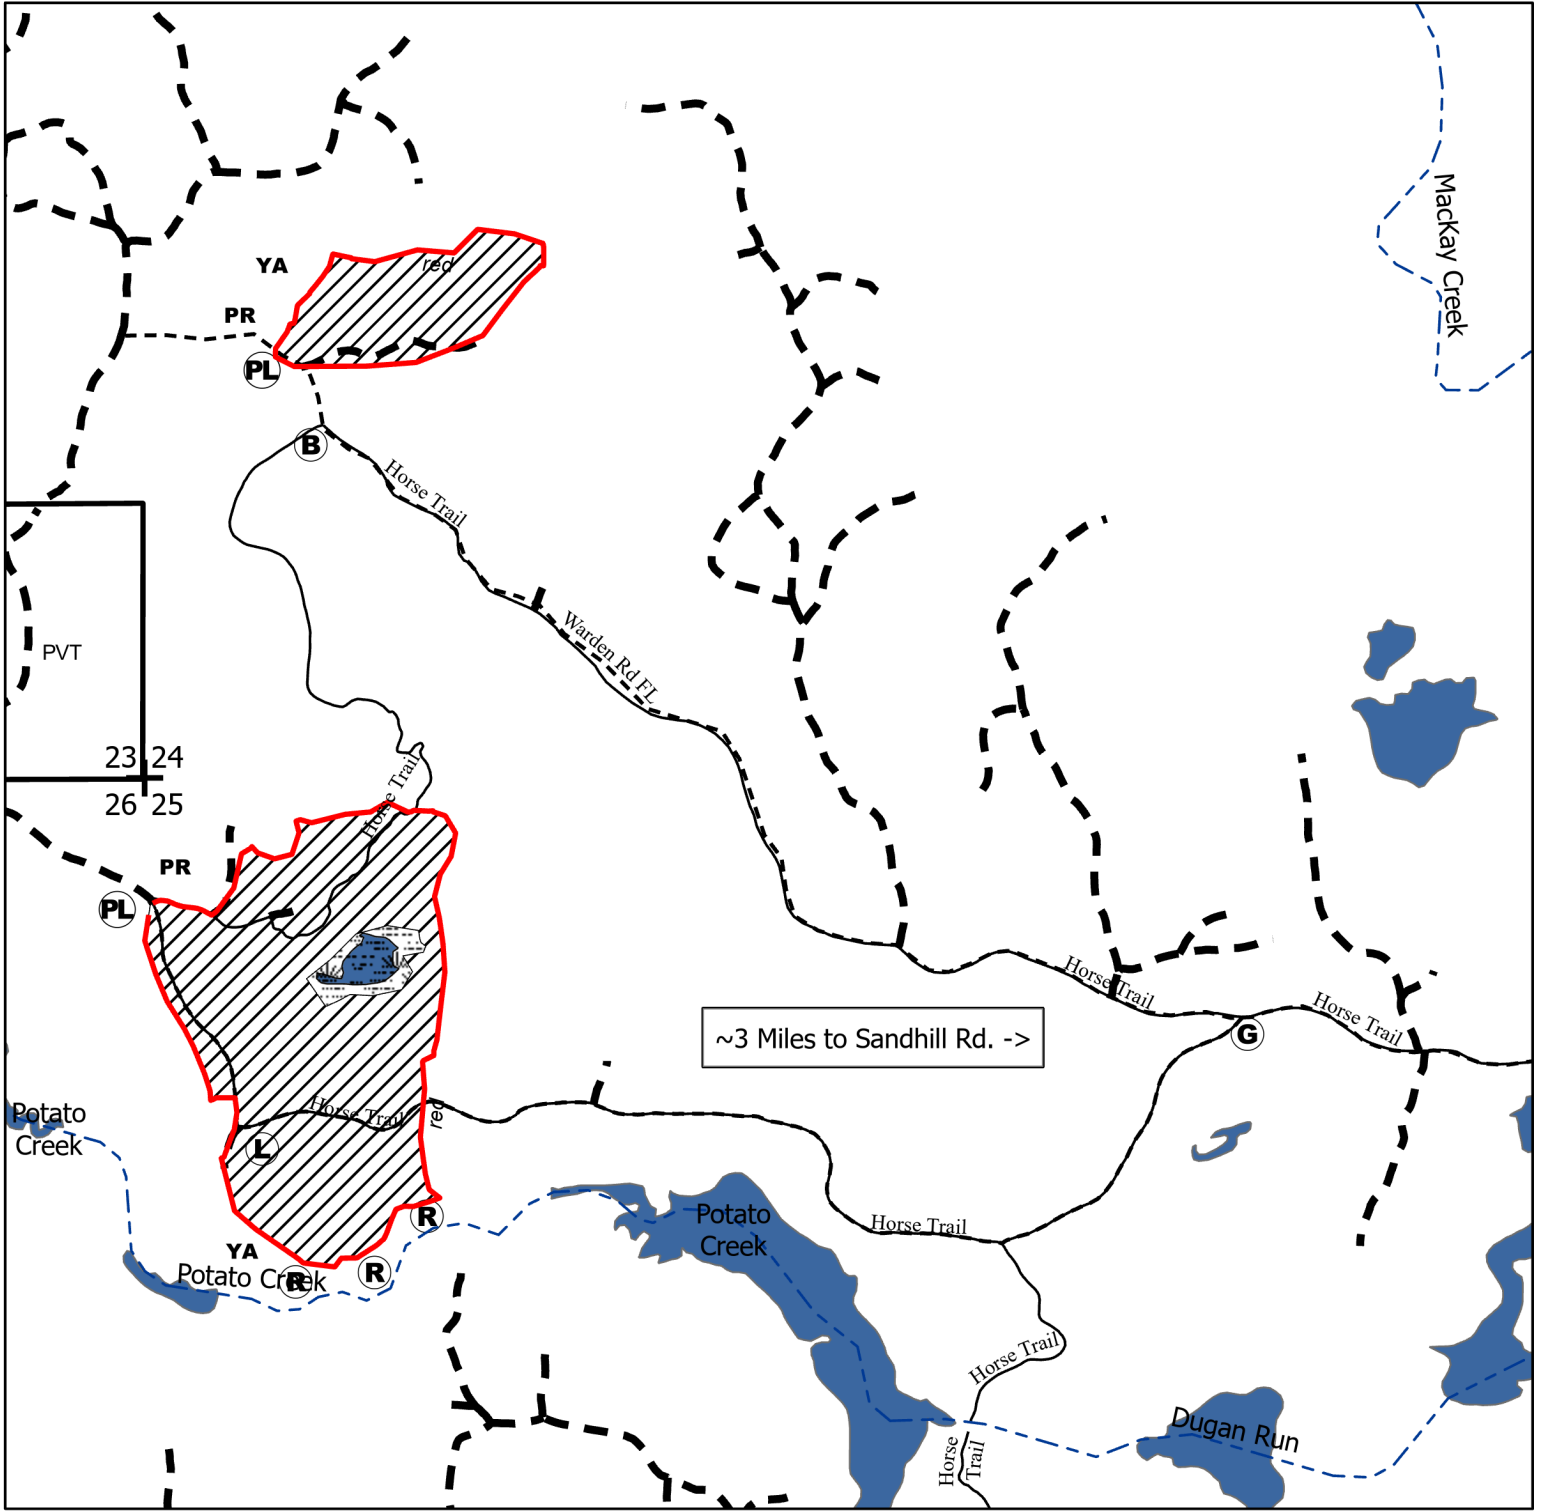 MacKay Creek
YA
red
PR
PL
B
Horse Trail
Warden Rd FL
PVT
23 24
26 25
Horse Trail
PR
PL
Horse Trail
Horse Trail
~3 Miles to Sandhill Rd. ->
G
Potato
Creek
Horse Trail
red
L
R
Potato
Creek
Horse Trail
YA
Potato Creek
R
R
Horse Trail
Dugan Run
Horse
Trail